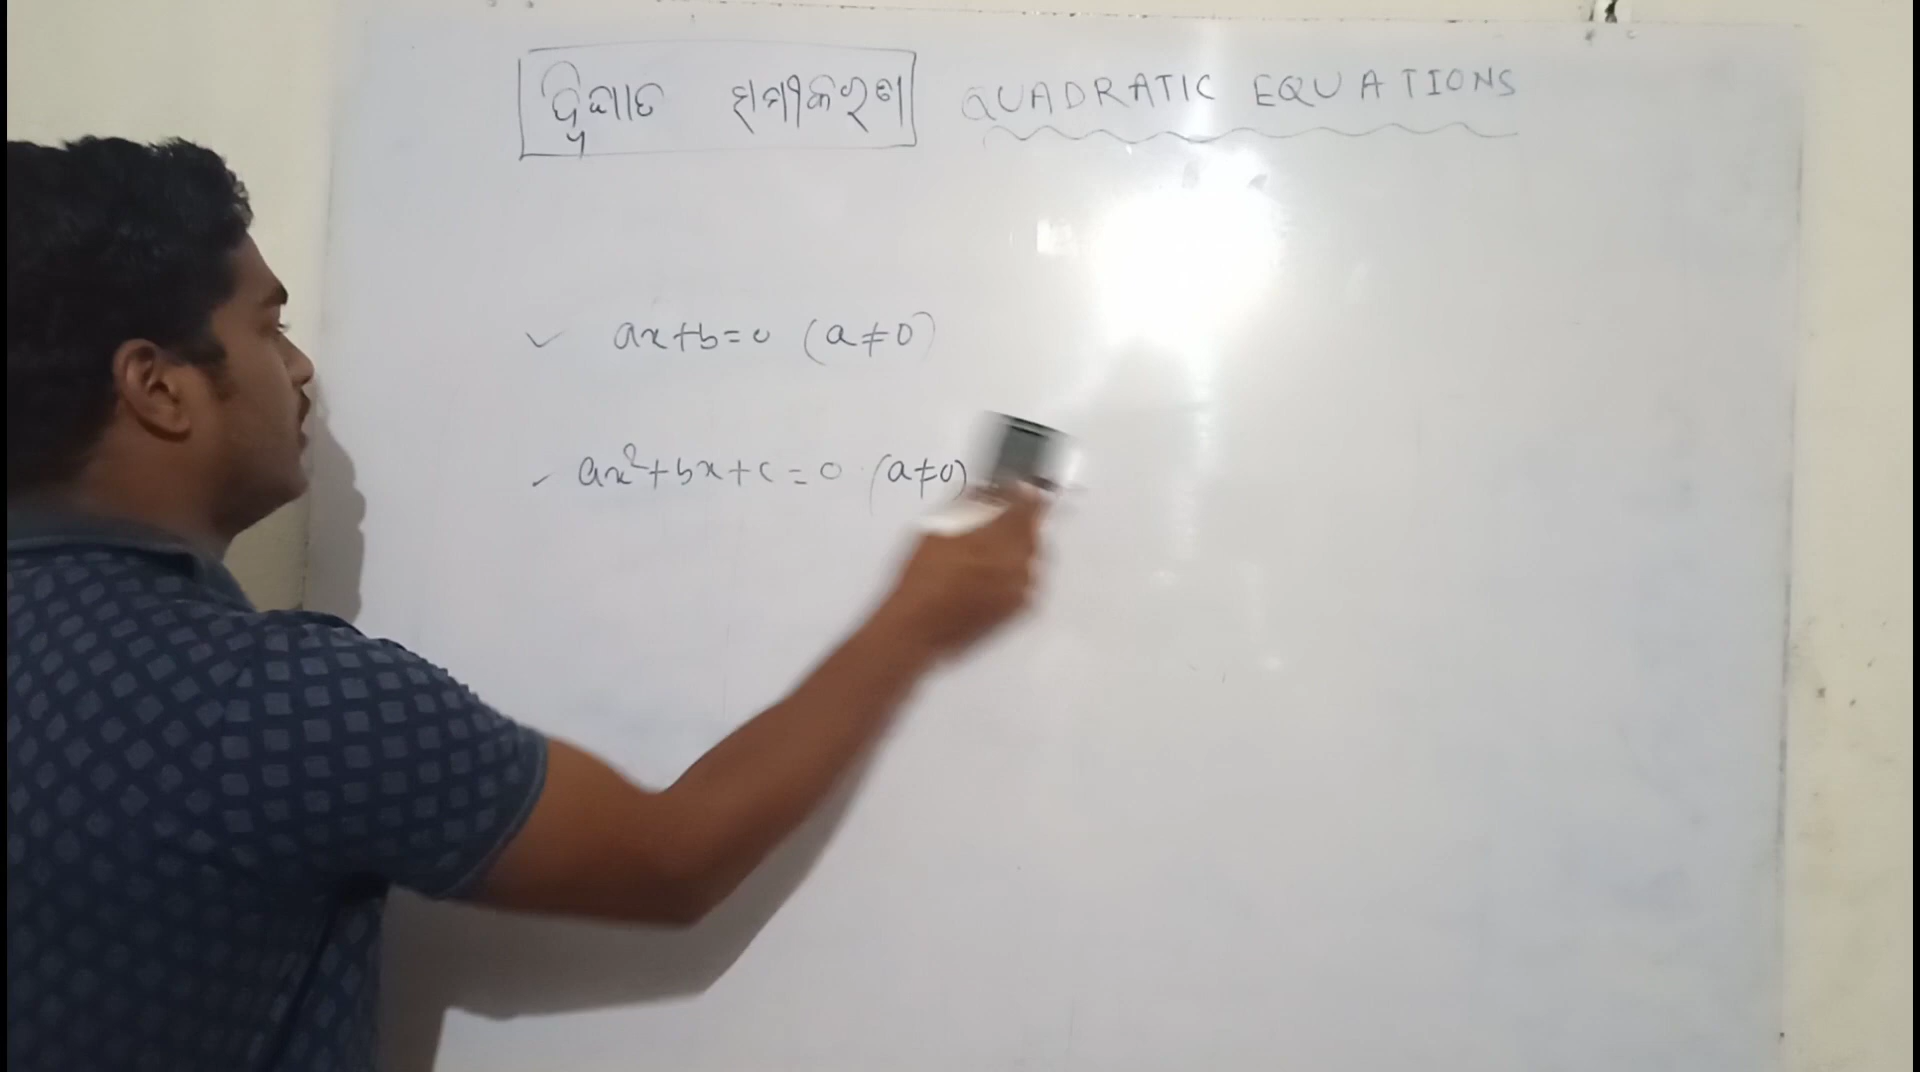 ଦ୍ୱିଘାତ ସମୀକରଣ QUADRATIC EQUATIONS
✓ ax+b=0 (a≠0)
✓ ax²+bx+c=0 (a≠0)